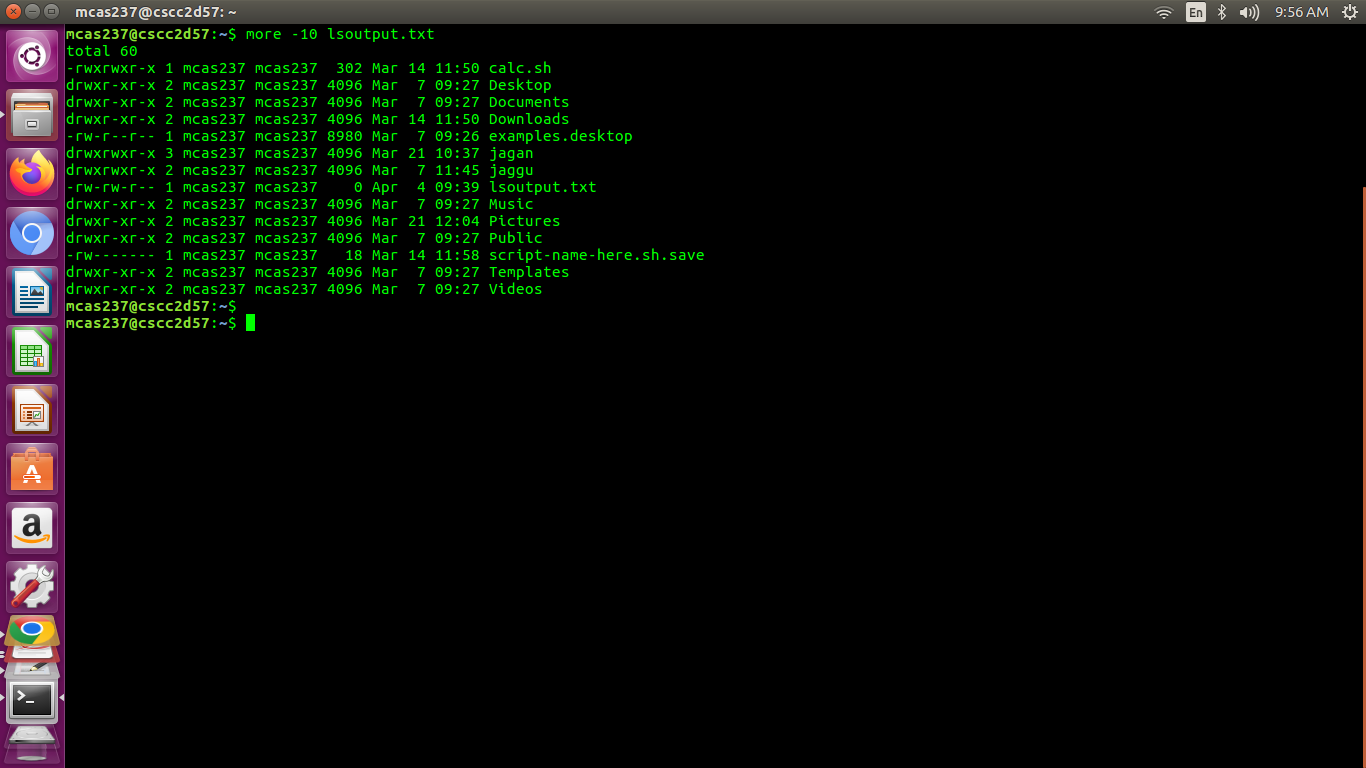 mcas237@cscc2d57: ~
En
9:56 AM
mcas237@cscc2d57:~$ more -10 lsoutput.txt
total 60
-rwxrwxr-x 1 mcas237 mcas237  302 Mar 14 11:50 calc.sh
drwxr-xr-x 2 mcas237 mcas237 4096 Mar  7 09:27 Desktop
drwxr-xr-x 2 mcas237 mcas237 4096 Mar  7 09:27 Documents
drwxr-xr-x 2 mcas237 mcas237 4096 Mar 14 11:50 Downloads
-rw-r--r-- 1 mcas237 mcas237 8980 Mar  7 09:26 examples.desktop
drwxrwxr-x 3 mcas237 mcas237 4096 Mar 21 10:37 jagan
drwxrwxr-x 2 mcas237 mcas237 4096 Mar  7 11:45 jaggu
-rw-rw-r-- 1 mcas237 mcas237    0 Apr  4 09:39 lsoutput.txt
drwxr-xr-x 2 mcas237 mcas237 4096 Mar  7 09:27 Music
drwxr-xr-x 2 mcas237 mcas237 4096 Mar 21 12:04 Pictures
drwxr-xr-x 2 mcas237 mcas237 4096 Mar  7 09:27 Public
-rw------- 1 mcas237 mcas237   18 Mar 14 11:58 script-name-here.sh.save
drwxr-xr-x 2 mcas237 mcas237 4096 Mar  7 09:27 Templates
drwxr-xr-x 2 mcas237 mcas237 4096 Mar  7 09:27 Videos
mcas237@cscc2d57:~$
mcas237@cscc2d57:~$